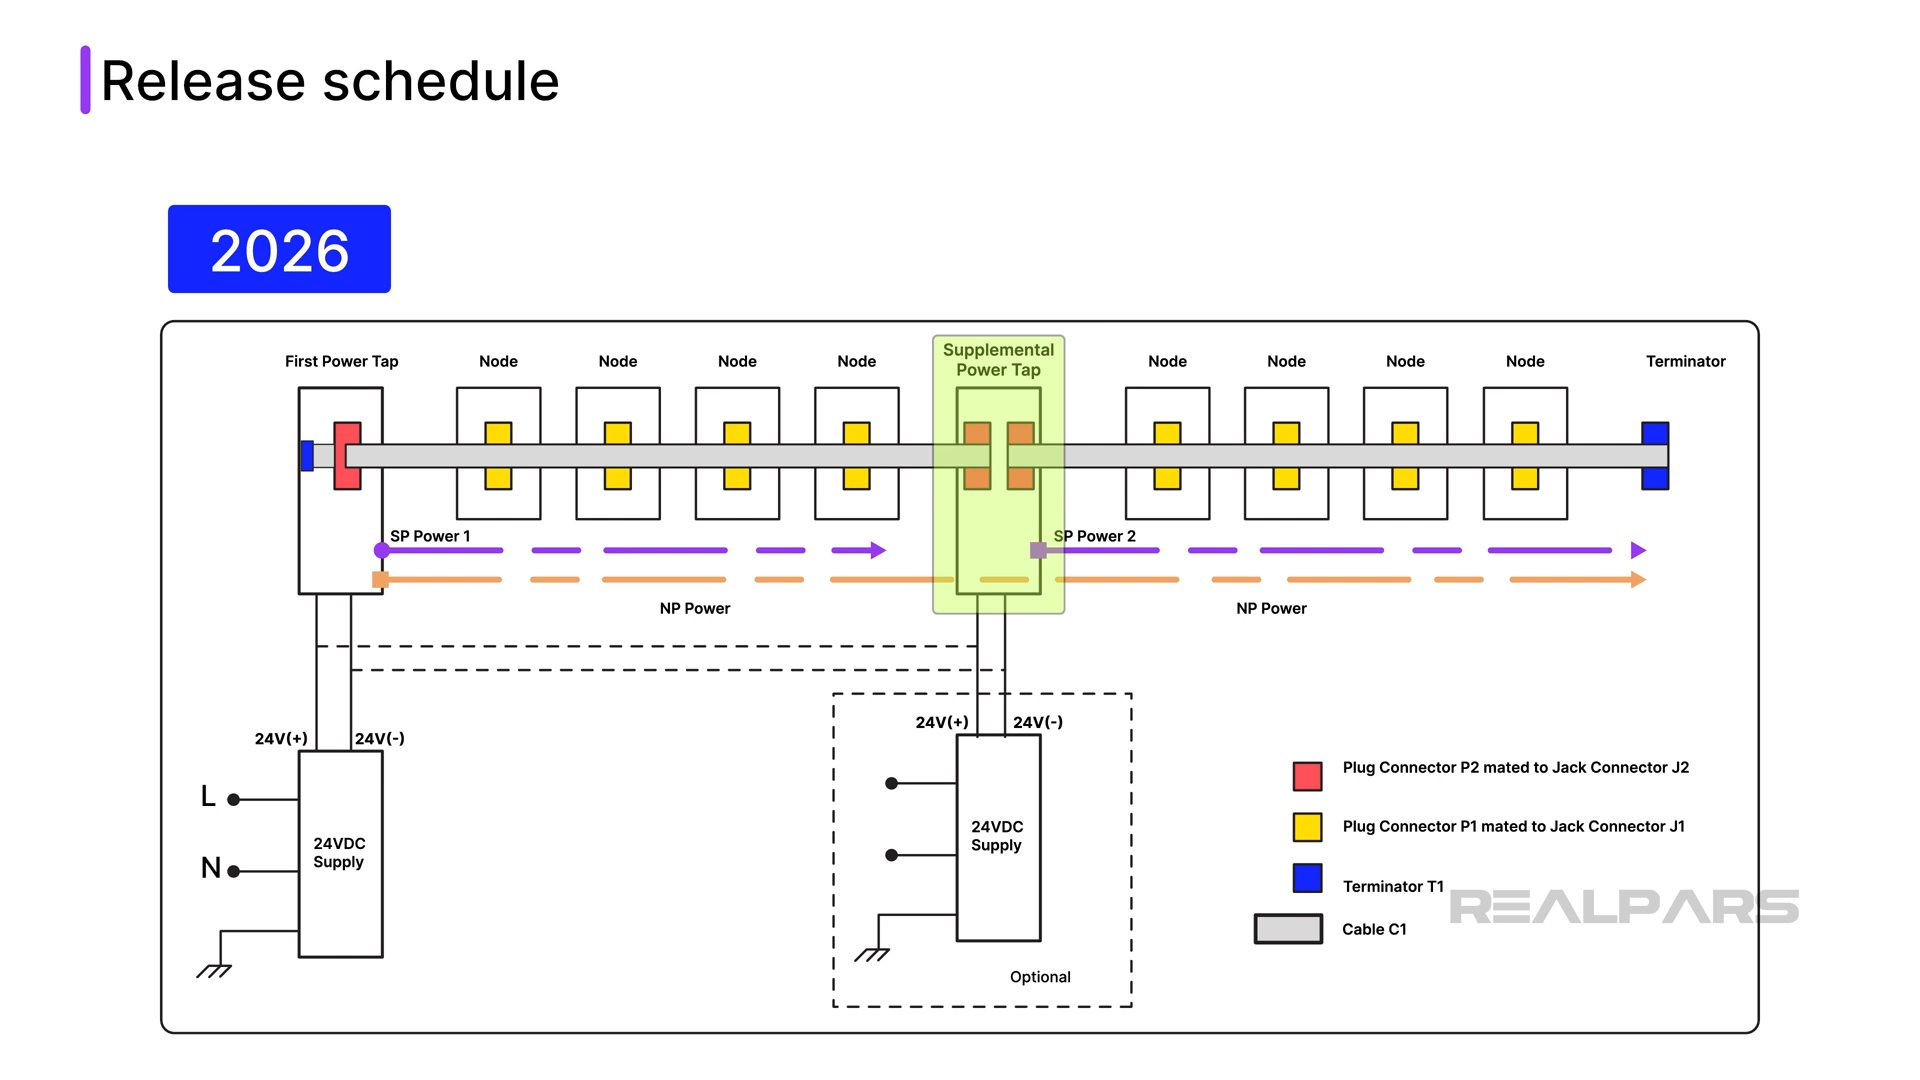 Release schedule
2026
First Power Tap
Node
Node
Node
Node
Supplemental
Power Tap
Node
Node
Node
Node
Terminator
SP Power 1
SP Power 2
NP Power
NP Power
24V(+)
24V(-)
24V(+)
24V(-)
L
N
24VDC
Supply
24VDC
Supply
Optional
Plug Connector P2 mated to Jack Connector J2
Plug Connector P1 mated to Jack Connector J1
Terminator T1
Cable C1
REALPARS